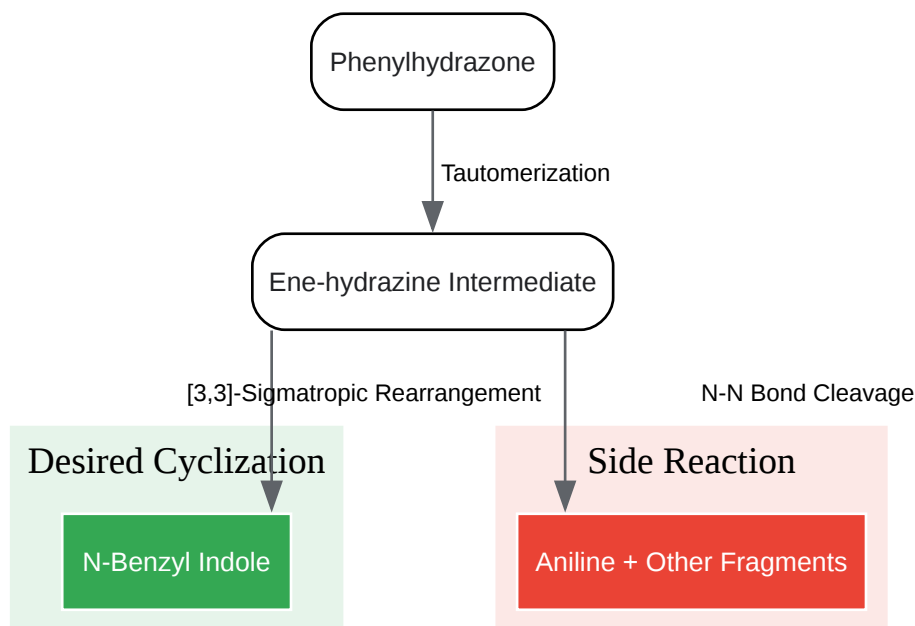 Phenylhydrazone
Tautomerization
Ene-hydrazine Intermediate
[3,3]-Sigmatropic Rearrangement
N-N Bond Cleavage
Desired Cyclization
Side Reaction
N-Benzyl Indole
Aniline + Other Fragments